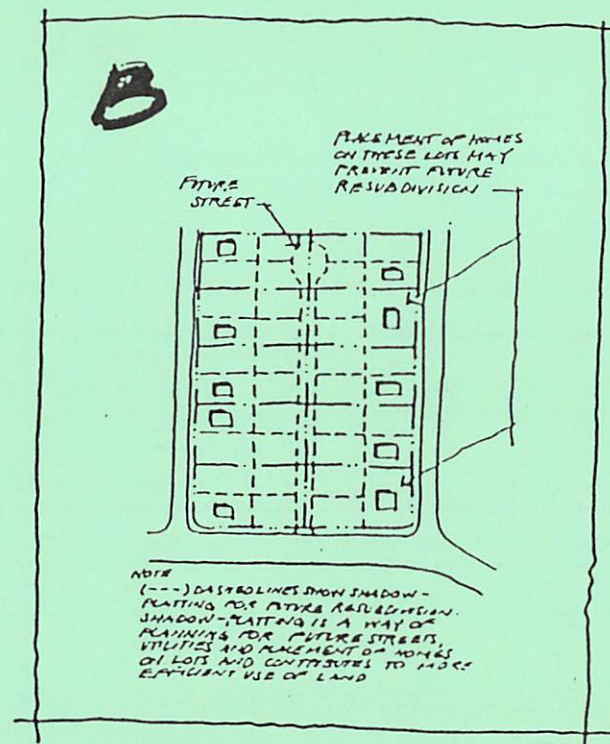 B
PLACEMENT OF HOMES
ON THESE LOTS MAY
PREVENT FUTURE
RESUBDIVISION
FUTURE
STREET
NOTE
(---) DASHED LINES SHOW SHADOW-
PLATTING FOR FUTURE RESUBDIVISION.
SHADOW-PLATTING IS A WAY OF
PLANNING FOR FUTURE STREETS,
UTILITIES AND PLACEMENT OF HOMES
ON LOTS AND CONTRIBUTES TO MORE
EFFICIENT USE OF LAND